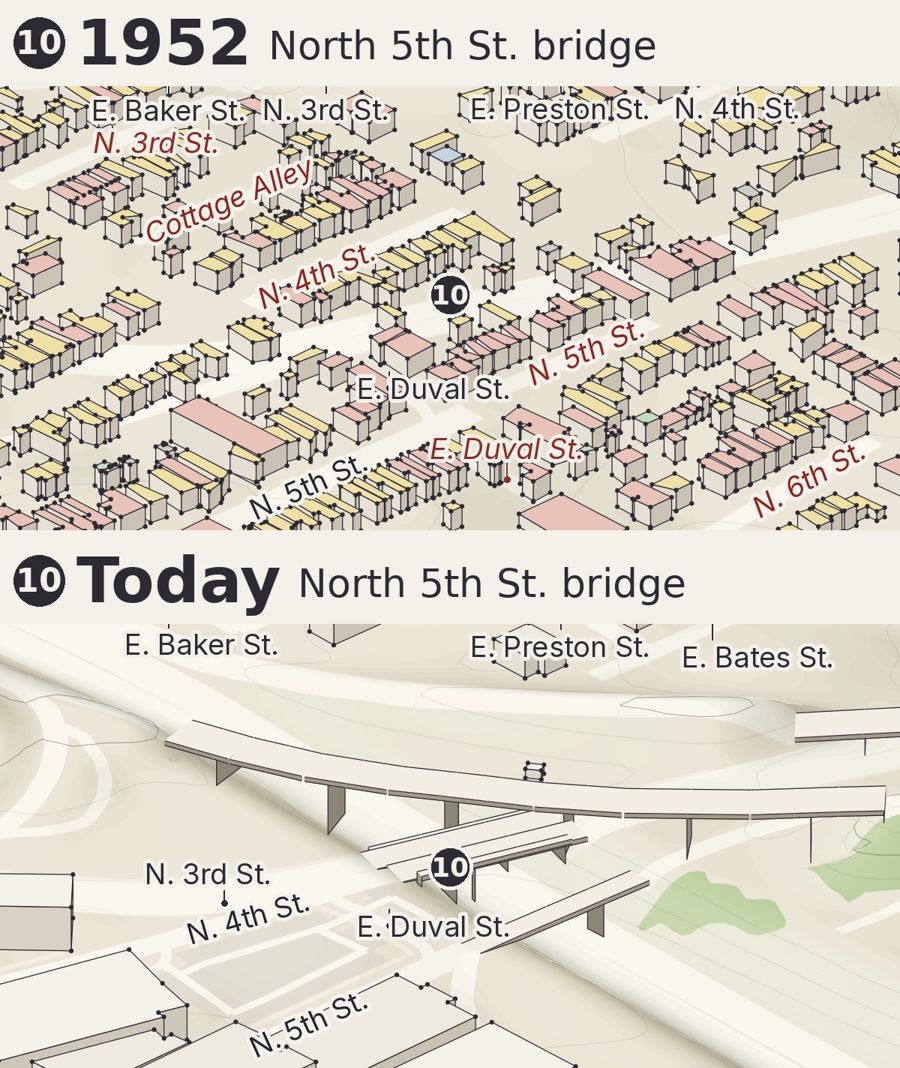 10 1952 North 5th St. bridge
E. Baker St. N. 3rd St. E. Preston St. N. 4th St.
N. 3rd St.
Cottage Alley
N. 4th St.
10
N. 5th St.
E. Duval St.
E. Duval St.
N. 5th St.
N. 6th St.
10 Today North 5th St. bridge
E. Baker St. E. Preston St. E. Bates St.
10
N. 3rd St.
N. 4th St.
E. Duval St.
N. 5th St.